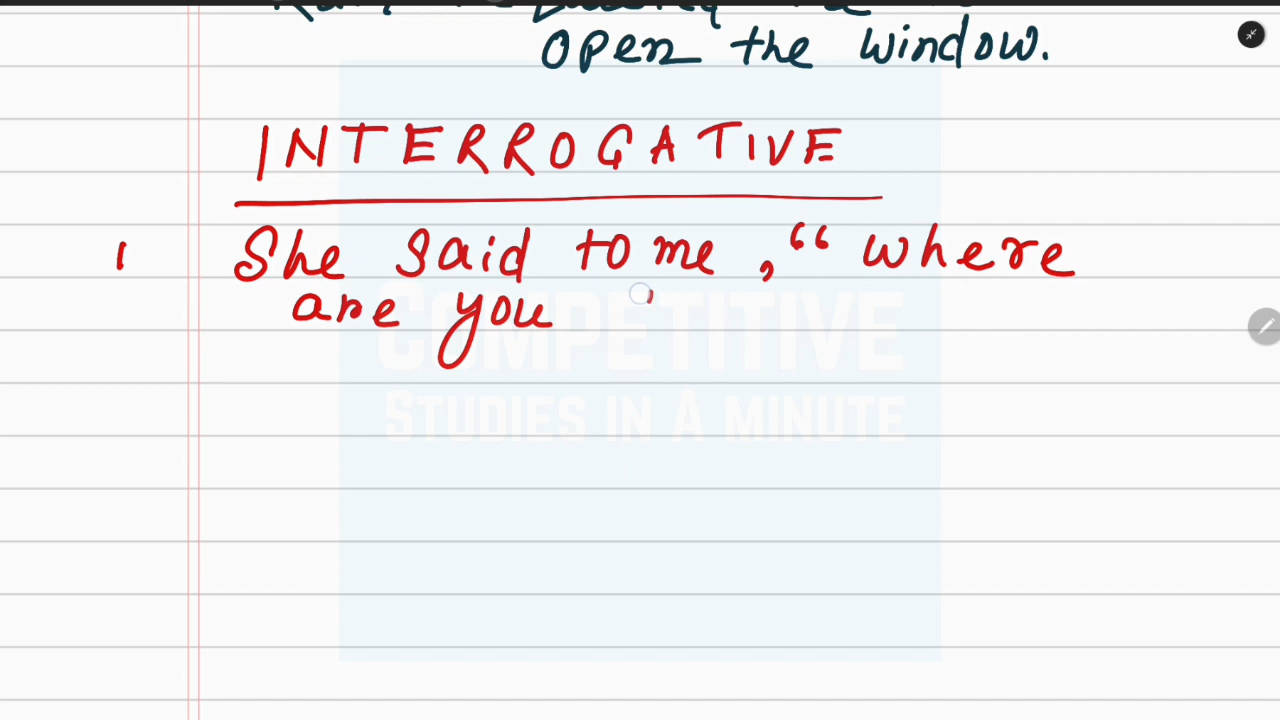 open the window.
INTERROGATIVE
1 She said to me, “ where
are you
COMPETITIVE
STUDIES IN A MINUTE